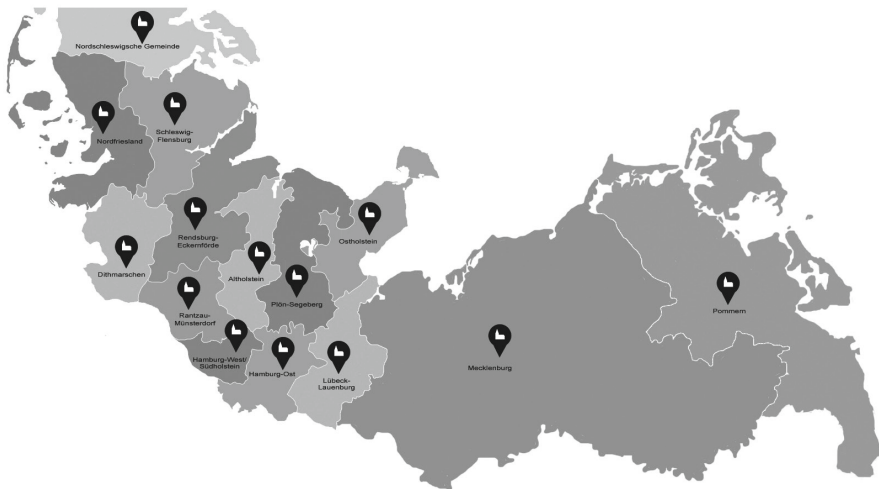 Nordschleswigsche Gemeinde
Nordfriesland
Schleswig-
Flensburg
Rendsburg-
Eckernförde
Ostholstein
Dithmarschen
Altholstein
Plön-Segeberg
Rantzau-
Münsterdorf
Pommern
Hamburg-West/
Südholstein
Hamburg-Ost
Lübeck-
Lauenburg
Mecklenburg